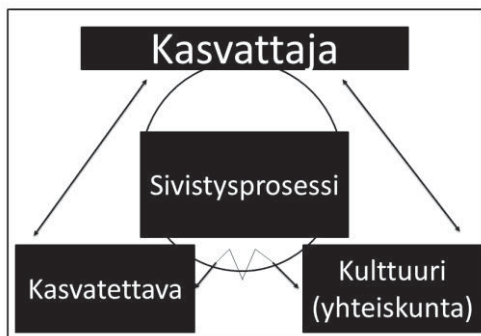 Kasvattaja
Sivistysprosessi
Kasvatettava
Kulttuuri
(yhteiskunta)